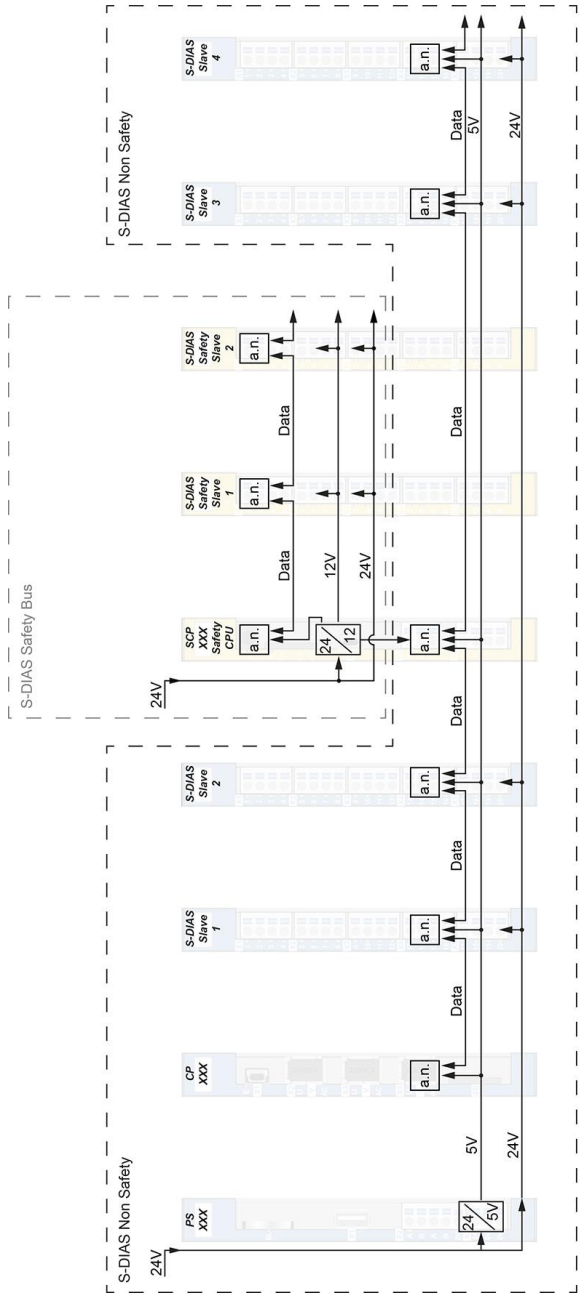 S-DIAS Safety Bus
S-DIAS Non Safety
S-DIAS Non Safety
PS
XXX
CP
XXX
S-DIAS
Slave
1
S-DIAS
Slave
2
SCP
XXX
Safety
CPU
S-DIAS
Safety
Slave
1
S-DIAS
Safety
Slave
2
S-DIAS
Slave
3
S-DIAS
Slave
4
24V
24V
a.n.
a.n.
a.n.
Data
Data
24
12
12V
24V
24
5V
5V
24V
a.n.
Data
a.n.
Data
a.n.
Data
a.n.
Data
a.n.
Data
a.n.
5V
24V